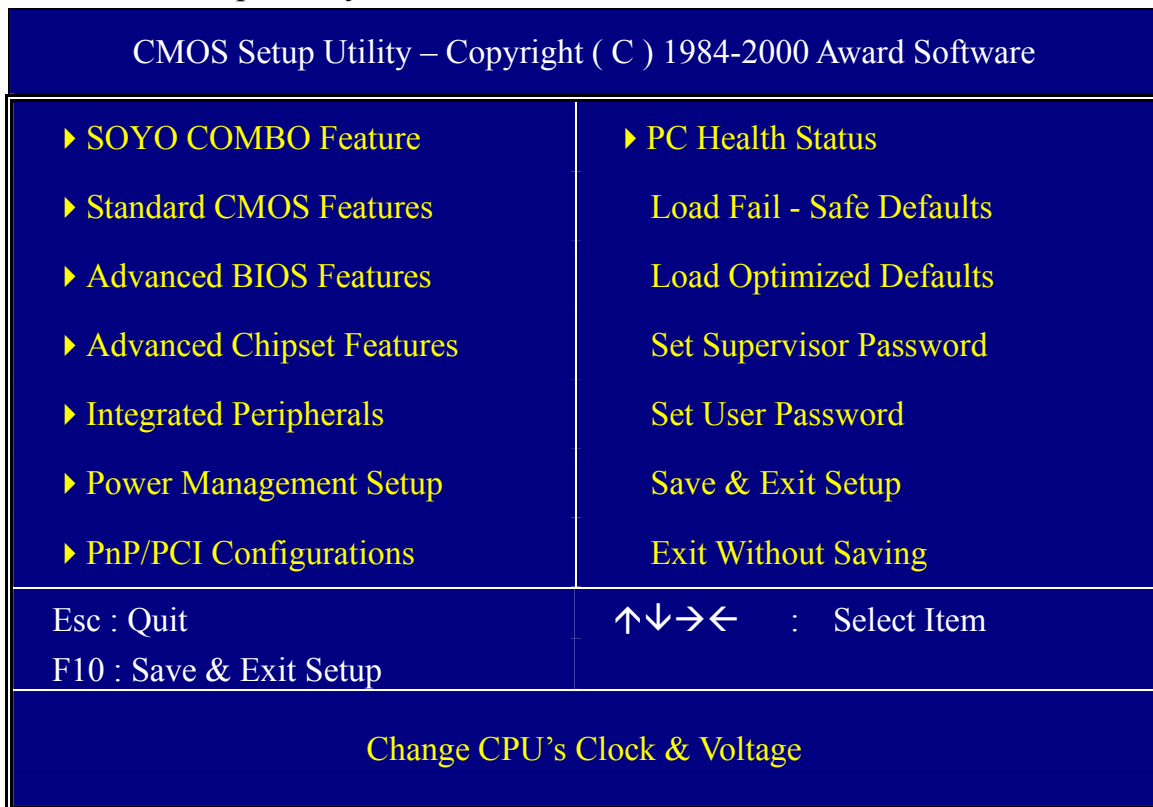 CMOS Setup Utility – Copyright ( C ) 1984-2000 Award Software
SOYO COMBO Feature
Standard CMOS Features
Advanced BIOS Features
Advanced Chipset Features
Integrated Peripherals
Power Management Setup
PnP/PCI Configurations
PC Health Status
Load Fail - Safe Defaults
Load Optimized Defaults
Set Supervisor Password
Set User Password
Save & Exit Setup
Exit Without Saving
Esc : Quit
F10 : Save & Exit Setup
↑↓→← : Select Item
Change CPU’s Clock & Voltage